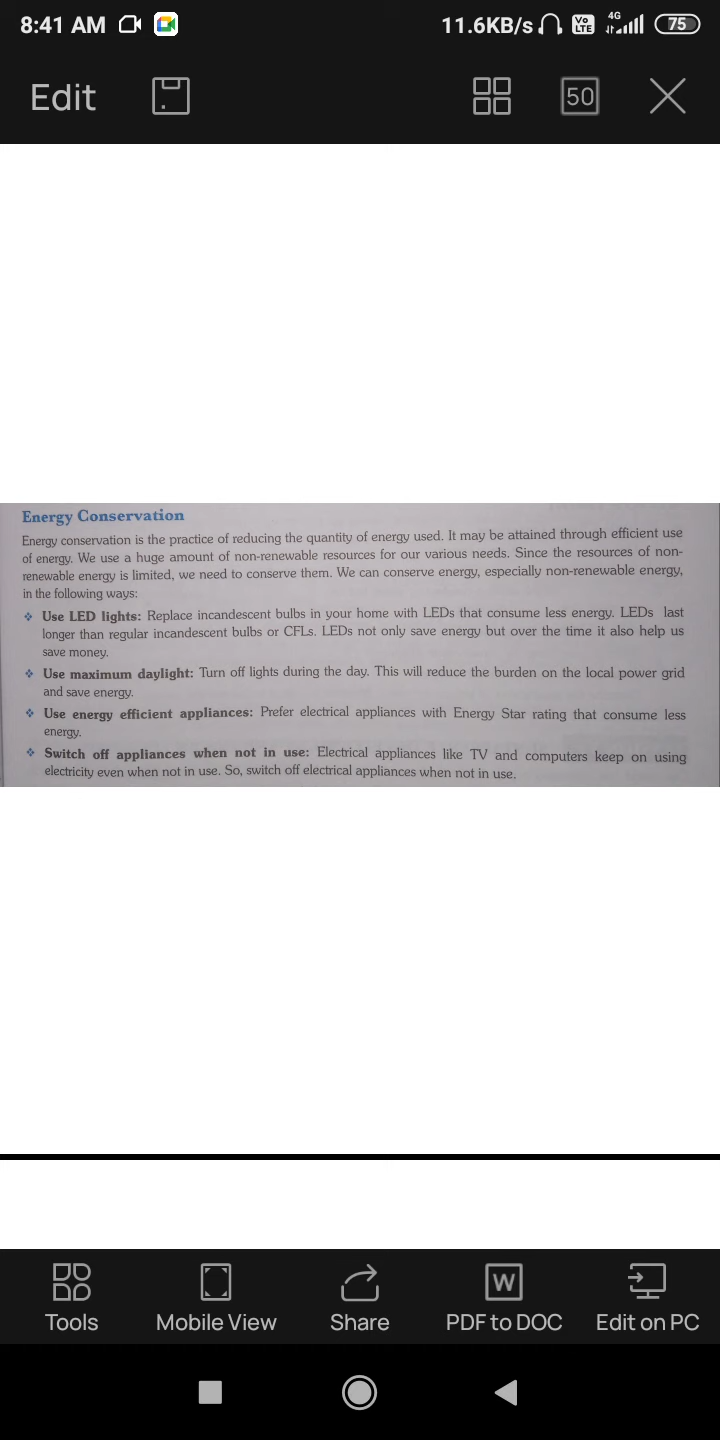 8:41 AM 11.6KB/s Vo LTE 4G 75
Edit 50
Energy Conservation
Energy conservation is the practice of reducing the quantity of energy used. It may be attained through efficient use
of energy. We use a huge amount of non-renewable resources for our various needs. Since the resources of non-
renewable energy is limited, we need to conserve them. We can conserve energy, especially non-renewable energy,
in the following ways:
❖ Use LED lights: Replace incandescent bulbs in your home with LEDs that consume less energy. LEDs last
longer than regular incandescent bulbs or CFLs. LEDs not only save energy but over the time it also help us
save money.
❖ Use maximum daylight: Turn off lights during the day. This will reduce the burden on the local power grid
and save energy.
❖ Use energy efficient appliances: Prefer electrical appliances with Energy Star rating that consume less
energy.
❖ Switch off appliances when not in use: Electrical appliances like TV and computers keep on using
electricity even when not in use. So, switch off electrical appliances when not in use.
W
Tools Mobile View Share PDF to DOC Edit on PC